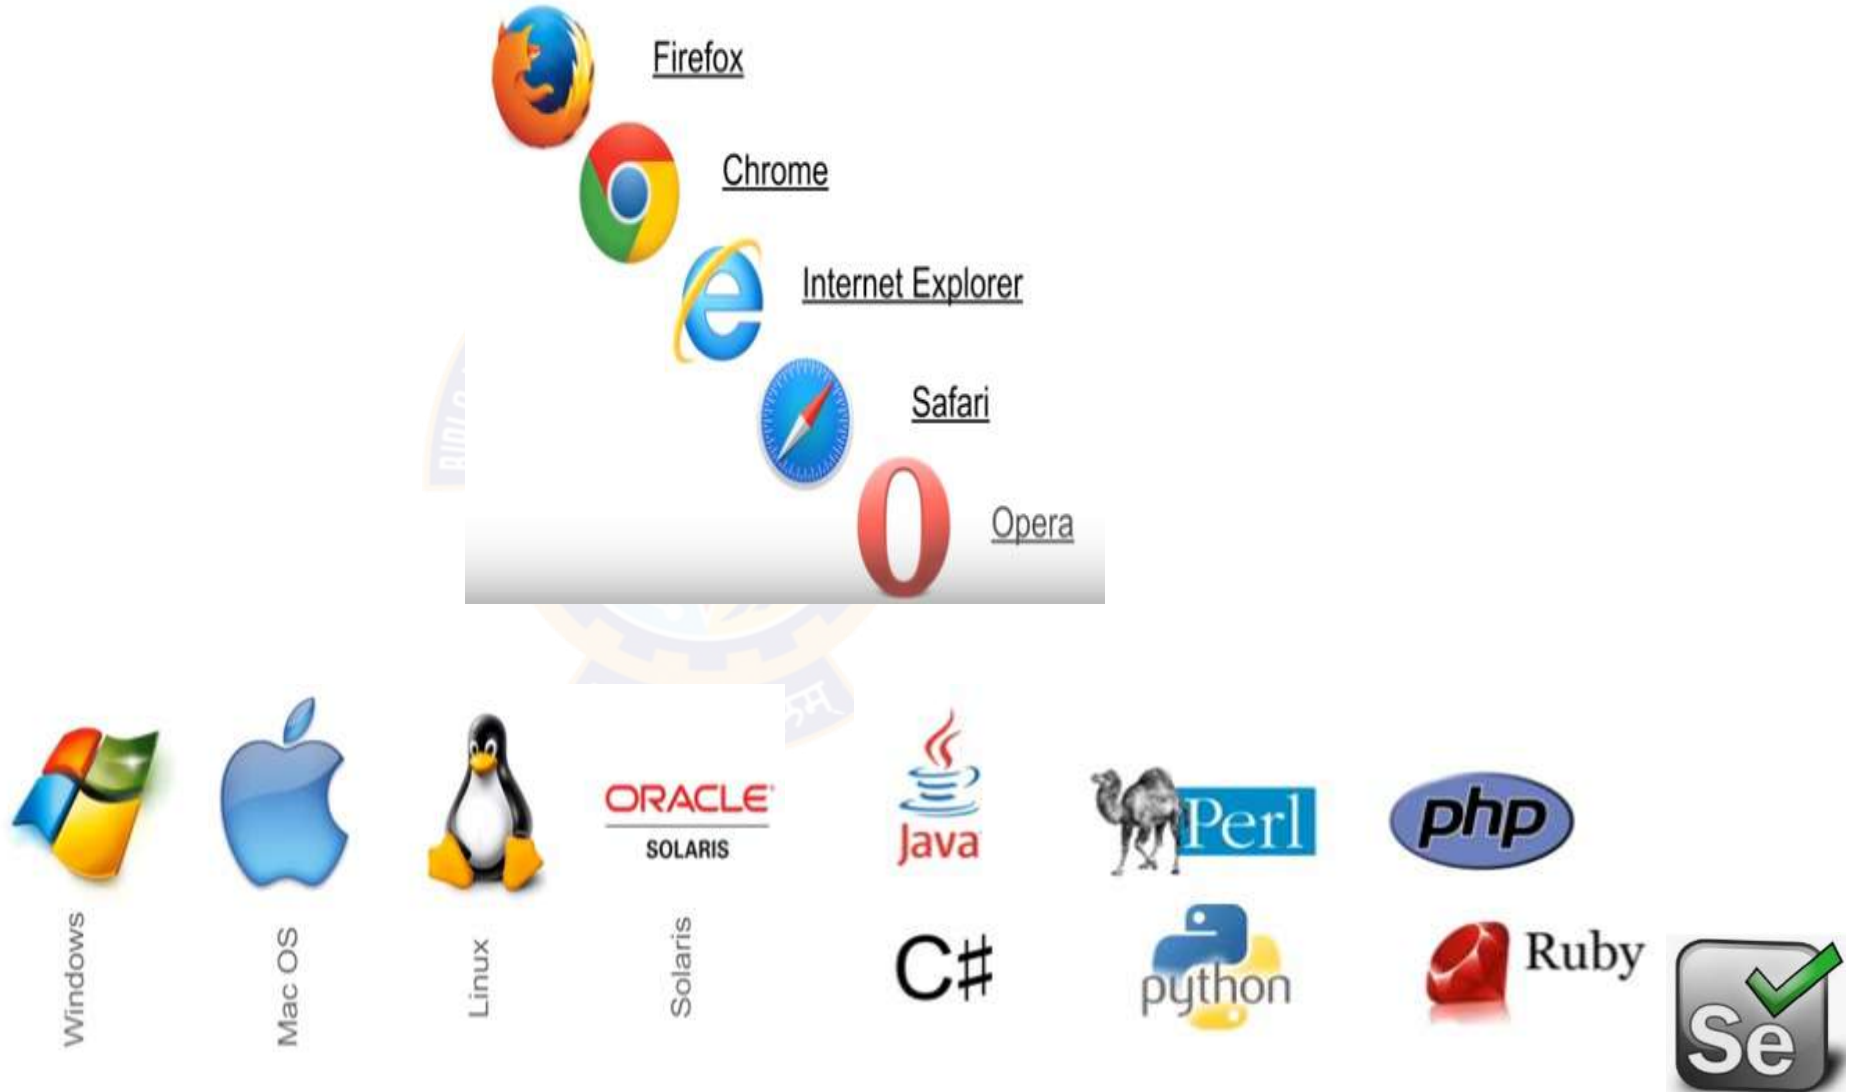 Firefox
Chrome
Internet Explorer
Safari
Opera
ORACLE
SOLARIS
Java
Perl
php
Windows
Mac OS
Linux
Solaris
C#
python
Ruby
Se